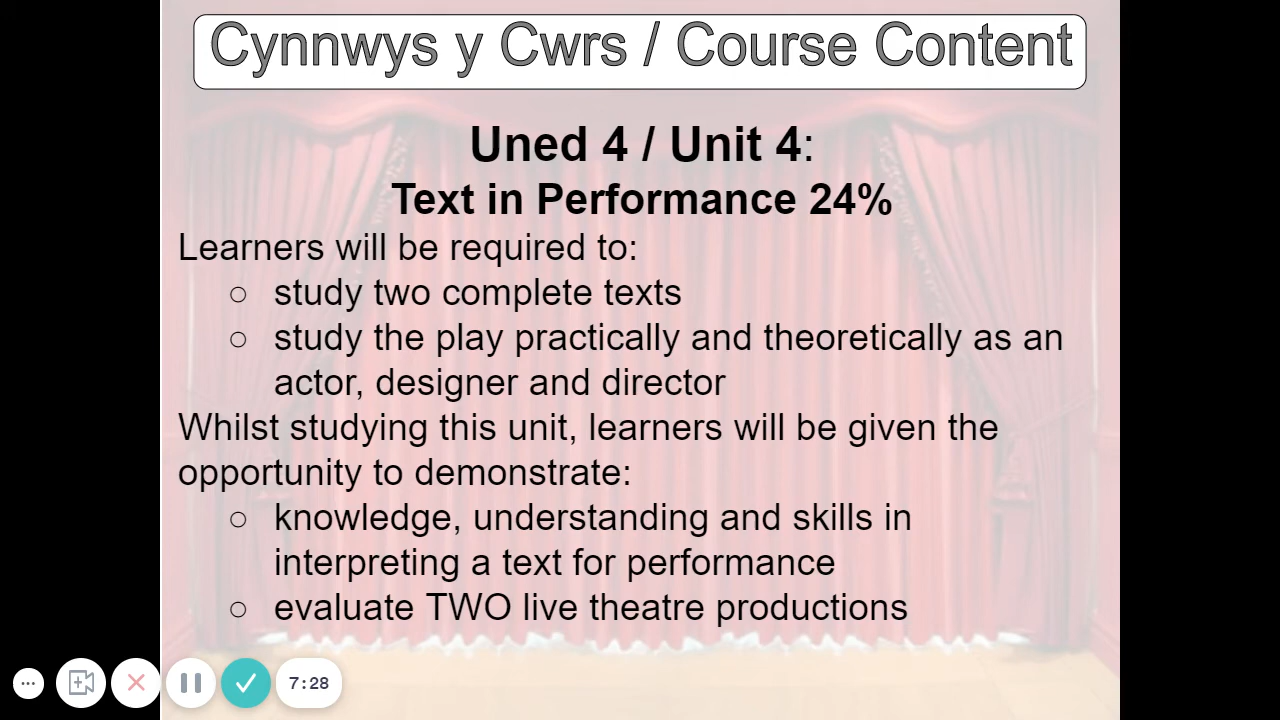 Cynnwys y Cwrs / Course Content
Uned 4 / Unit 4:
Text in Performance 24%
Learners will be required to:
○ study two complete texts
○ study the play practically and theoretically as an
actor, designer and director
Whilst studying this unit, learners will be given the
opportunity to demonstrate:
○ knowledge, understanding and skills in
interpreting a text for performance
○ evaluate TWO live theatre productions
7:28